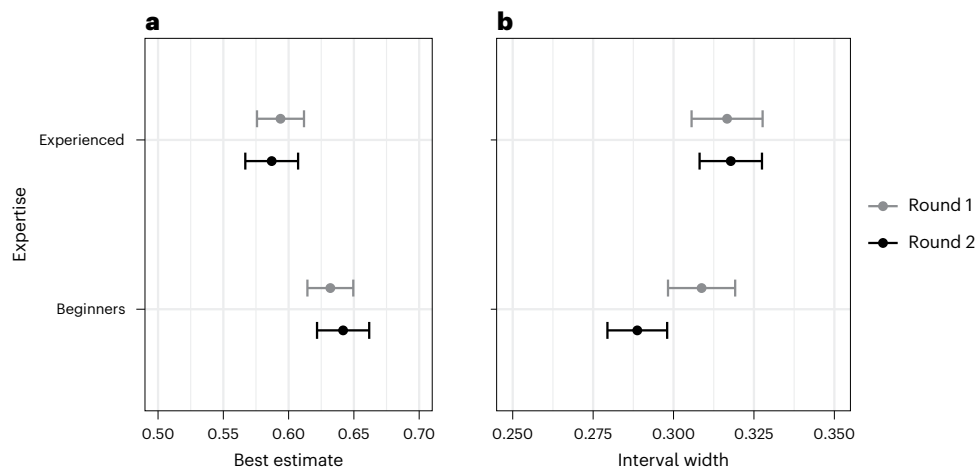 a
b
Experienced
Beginners
Expertise
0.50 0.55 0.60 0.65 0.70
Best estimate
0.250 0.275 0.300 0.325 0.350
Interval width
Round 1
Round 2